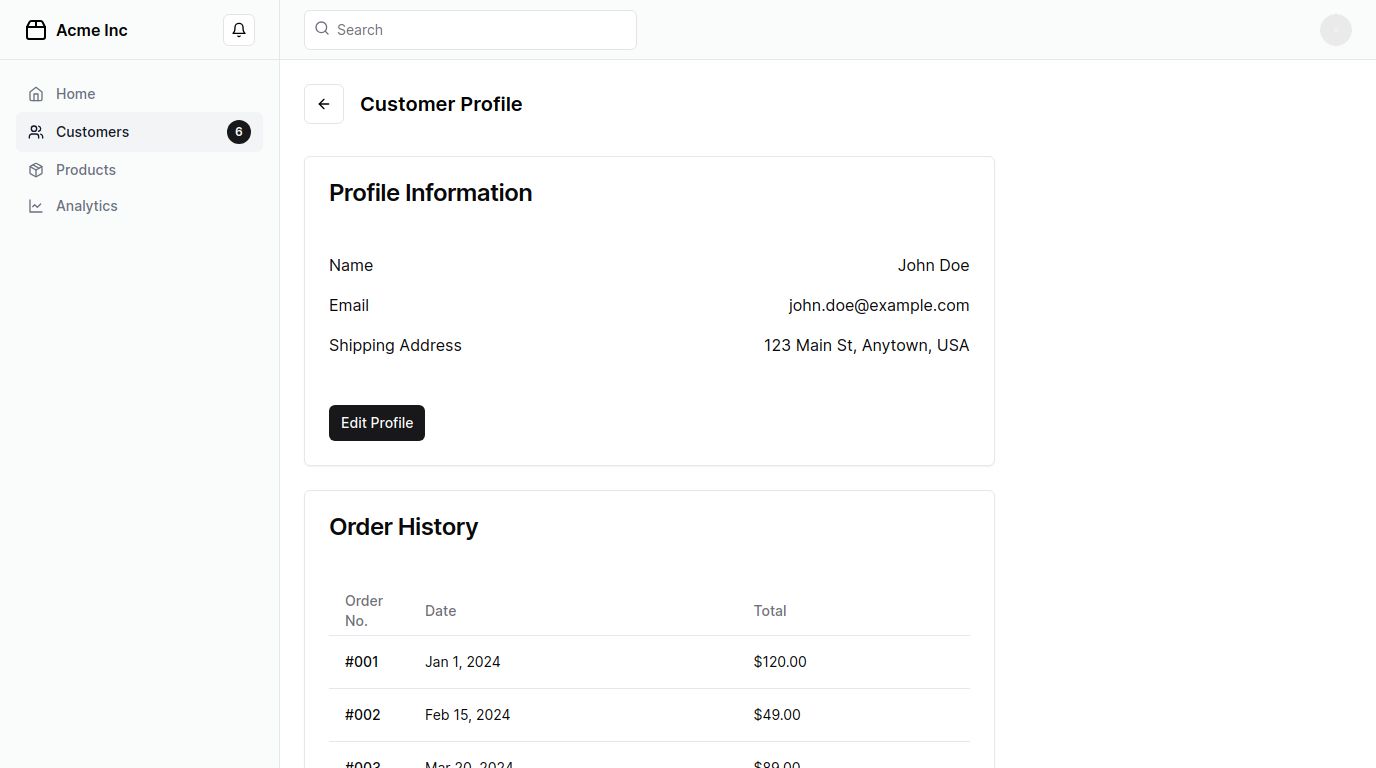 Acme Inc
Search
Home
Customers 6
Products
Analytics
Customer Profile
Profile Information
Name John Doe
Email john.doe@example.com
Shipping Address 123 Main St, Anytown, USA
Edit Profile
Order History
Order No. Date Total
#001 Jan 1, 2024 $120.00
#002 Feb 15, 2024 $49.00
#003 Mar 20, 2024 $89.00